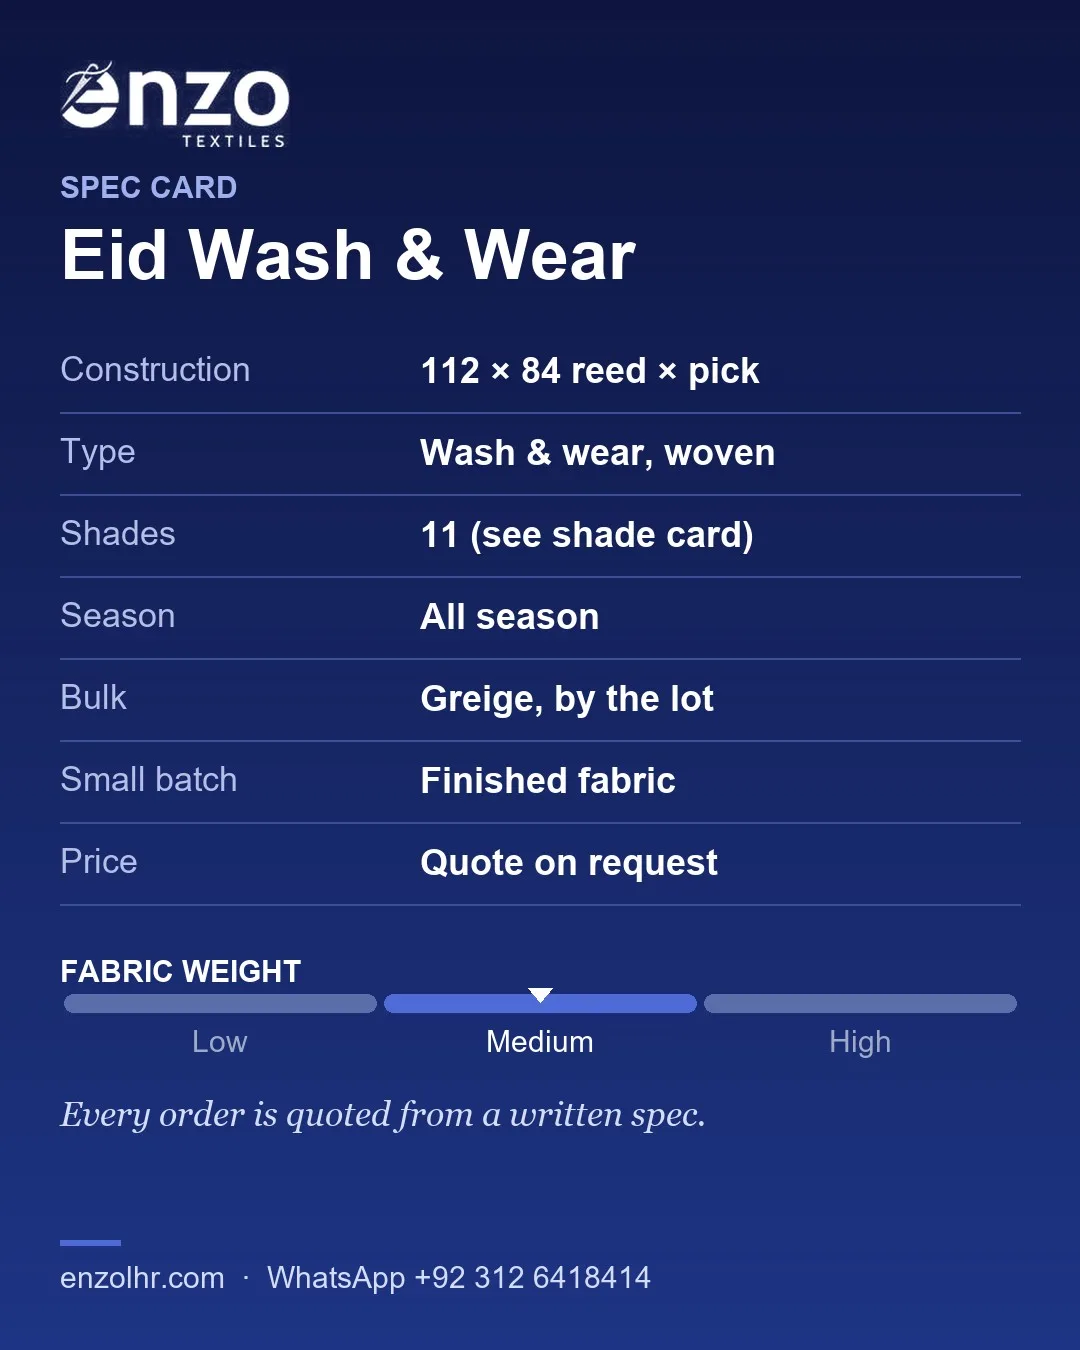 enzo
TEXTILES
SPEC CARD
Eid Wash & Wear
Construction 112 × 84 reed × pick
Type Wash & wear, woven
Shades 11 (see shade card)
Season All season
Bulk Greige, by the lot
Small batch Finished fabric
Price Quote on request
FABRIC WEIGHT
Low Medium High
Every order is quoted from a written spec.
enzolhr.com · WhatsApp +92 312 6418414